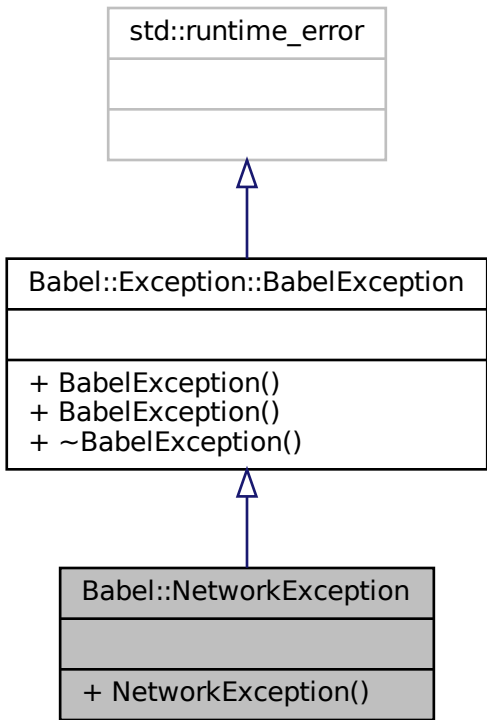 std::runtime_error
Babel::Exception::BabelException
+ BabelException()
+ BabelException()
+ ~BabelException()
Babel::NetworkException
+ NetworkException()